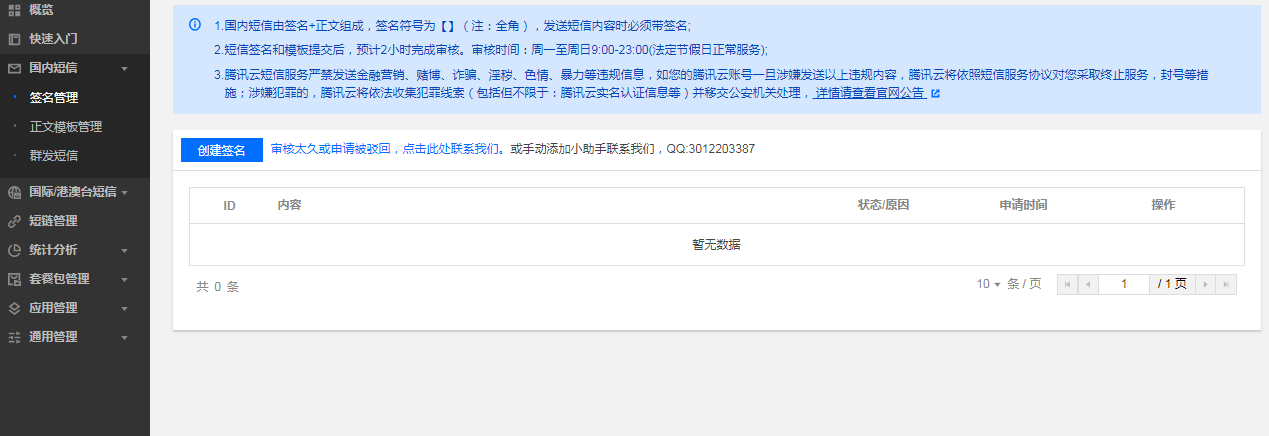 概览
快速入门
国内短信
签名管理
正文模板管理
群发短信
国际/港澳台短信
短链管理
统计分析
套餐包管理
应用管理
通用管理
1.国内短信由签名+正文组成，签名符号为【】（注：全角），发送短信内容时必须带签名;
2.短信签名和模板提交后，预计2小时完成审核。审核时间：周一至周日9:00-23:00(法定节假日正常服务);
3.腾讯云短信服务严禁发送金融营销、赌博、诈骗、淫秽、色情、暴力等违规信息，如您的腾讯云账号一旦涉嫌发送以上违规内容，腾讯云将依照短信服务协议对您采取终止服务，封号等措
施；涉嫌犯罪的，腾讯云将依法收集犯罪线索（包括但不限于：腾讯云实名认证信息等）并移交公安机关处理，详情请查看官网公告
创建签名 审核太久或申请被驳回，点击此处联系我们。或手动添加小助手联系我们，QQ:3012203387
ID 内容 状态/原因 申请时间 操作
暂无数据
共 0 条 10 条 / 页 1 / 1 页